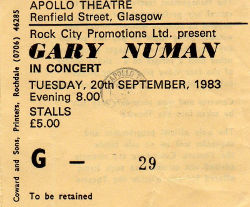 APOLLO THEATRE
Renfield Street, Glasgow
Rock City Promotions Ltd. present
GARY NUMAN
IN CONCERT
TUESDAY, 20th SEPTEMBER, 1983
Evening 8.00
STALLS
£5.00
G — 29
To be retained
Coward and Sons, Printers, Rochdale (0706) 46285
APOLLO